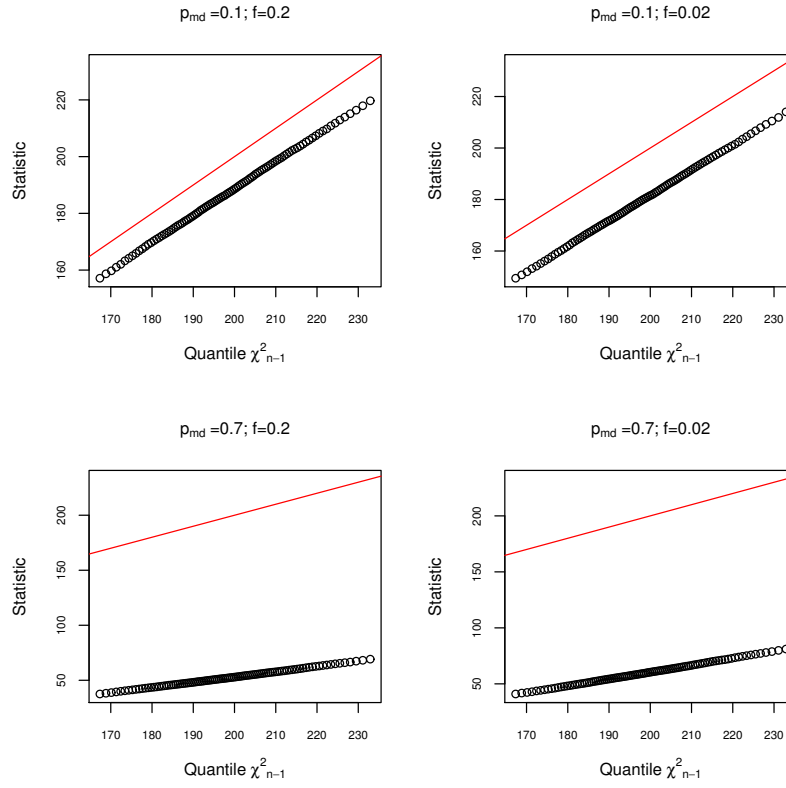 p_md =0.1; f=0.2
Statistic
160 180 200 220
170 180 190 200 210 220 230
Quantile χ²_n−1
p_md =0.1; f=0.02
Statistic
160 180 200 220
170 180 190 200 210 220 230
Quantile χ²_n−1
p_md =0.7; f=0.2
Statistic
50 100 150 200
170 180 190 200 210 220 230
Quantile χ²_n−1
p_md =0.7; f=0.02
Statistic
50 100 150 200
170 180 190 200 210 220 230
Quantile χ²_n−1